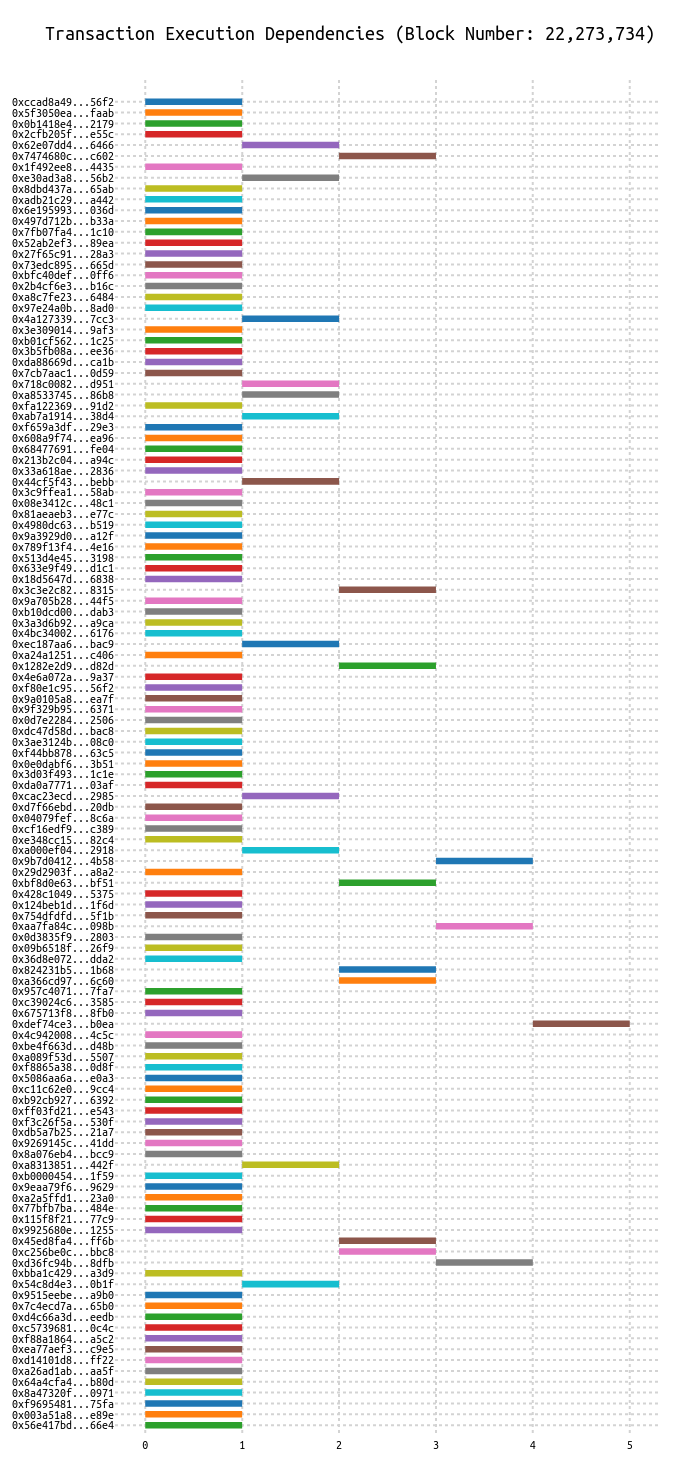 Transaction Execution Dependencies (Block Number: 22,273,734)
0xccad8a49...56f2
0x5f3050ea...faab
0x0b1418e4...2179
0x2cfb205f...e55c
0x62e07dd4...6466
0x7474680c...c602
0x1f492ee8...4435
0xe30ad3a8...56b2
0x8dbd437a...65ab
0xadb21c29...a442
0x6e195993...036d
0x497d712b...b33a
0x7fb07fa4...1c10
0x52ab2ef3...89ea
0x27f65c91...28a3
0x73edc895...665d
0xbfc40def...0ff6
0x2b4cf6e3...b16c
0xa8c7fe23...6484
0x97e24a0b...8ad0
0x4a127339...7cc3
0x3e309014...9af3
0xb01cf562...1c25
0x3b5fb08a...ee36
0xda88669d...ca1b
0x7cb7aac1...0d59
0x718c0082...d951
0xa8533745...86b8
0xfa122369...91d2
0xab7a1914...38d4
0xf659a3df...29e3
0x608a9f74...ea96
0x68477691...fe04
0x213b2c04...a94c
0x33a618ae...2836
0x44cf5f43...bebb
0x3c9ffea1...58ab
0x08e3412c...48c1
0x81aeaeb3...e77c
0x4980dc63...b519
0x9a3929d0...a12f
0x789f13f4...4e16
0x513d4e45...3198
0x633e9f49...d1c1
0x18d5647d...6838
0x3c3e2c82...8315
0x9a705b28...44f5
0xb10dcd00...dab3
0x3a3d6b92...a9ca
0x4bc34002...6176
0xec187aa6...bac9
0xa24a1251...c406
0x1282e2d9...d82d
0x4e6a072a...9a37
0xf80e1c95...56f2
0x9a0105a8...ea7f
0x9f329b95...6371
0x0d7e2284...2506
0xdc47d58d...bac8
0x3ae3124b...08c0
0xf44bb878...63c5
0x0e0dabf6...3b51
0x3d03f493...1c1e
0xda0a7771...03af
0xcac23ecd...2985
0xd7f66ebd...20db
0x04079fef...8c6a
0xcf16edf9...c389
0xe348cc15...82c4
0xa000ef04...2918
0x9b7d0412...4b58
0x29d2903f...a8a2
0xbf8d0e63...bf51
0x428c1049...5375
0x124beb1d...1f6d
0x754dfdfd...5f1b
0xaa7fa84c...098b
0x0d3835f9...2803
0x09b6518f...26f9
0x36d8e072...dda2
0x824231b5...1b68
0xa366cd97...6c60
0x957c4071...7fa7
0xc39024c6...3585
0x675713f8...8fb0
0xdef74ce3...b0ea
0x4c942008...4c5c
0xbe4f663d...d48b
0xa089f53d...5507
0xf8865a38...0d8f
0x5086aa6a...e0a3
0xc11c62e0...9cc4
0xb92cb927...6392
0xff03fd21...e543
0xf3c26f5a...530f
0xdb5a7b25...21a7
0x9269145c...41dd
0x8a076eb4...bcc9
0xa8313851...442f
0xb0000454...1f59
0x9eaa79f6...9629
0xa2a5ffd1...23a0
0x77bfb7ba...484e
0x115f8f21...77c9
0x9925680e...1255
0x45ed8fa4...ff6b
0xc256be0c...bbc8
0xd36fc94b...8dfb
0xbba1c429...a3d9
0x54c8d4e3...0b1f
0x9515eebe...a9b0
0x7c4ecd7a...65b0
0xd4c66a3d...eedb
0xc5739681...0c4c
0xf88a1864...a5c2
0xea77aef3...c9e5
0xd14101d8...ff22
0xa26ad1ab...aa5f
0x64a4cfa4...b80d
0x8a47320f...0971
0xf9695481...75fa
0x003a51a8...e89e
0x56e417bd...66e4
0 1 2 3 4 5